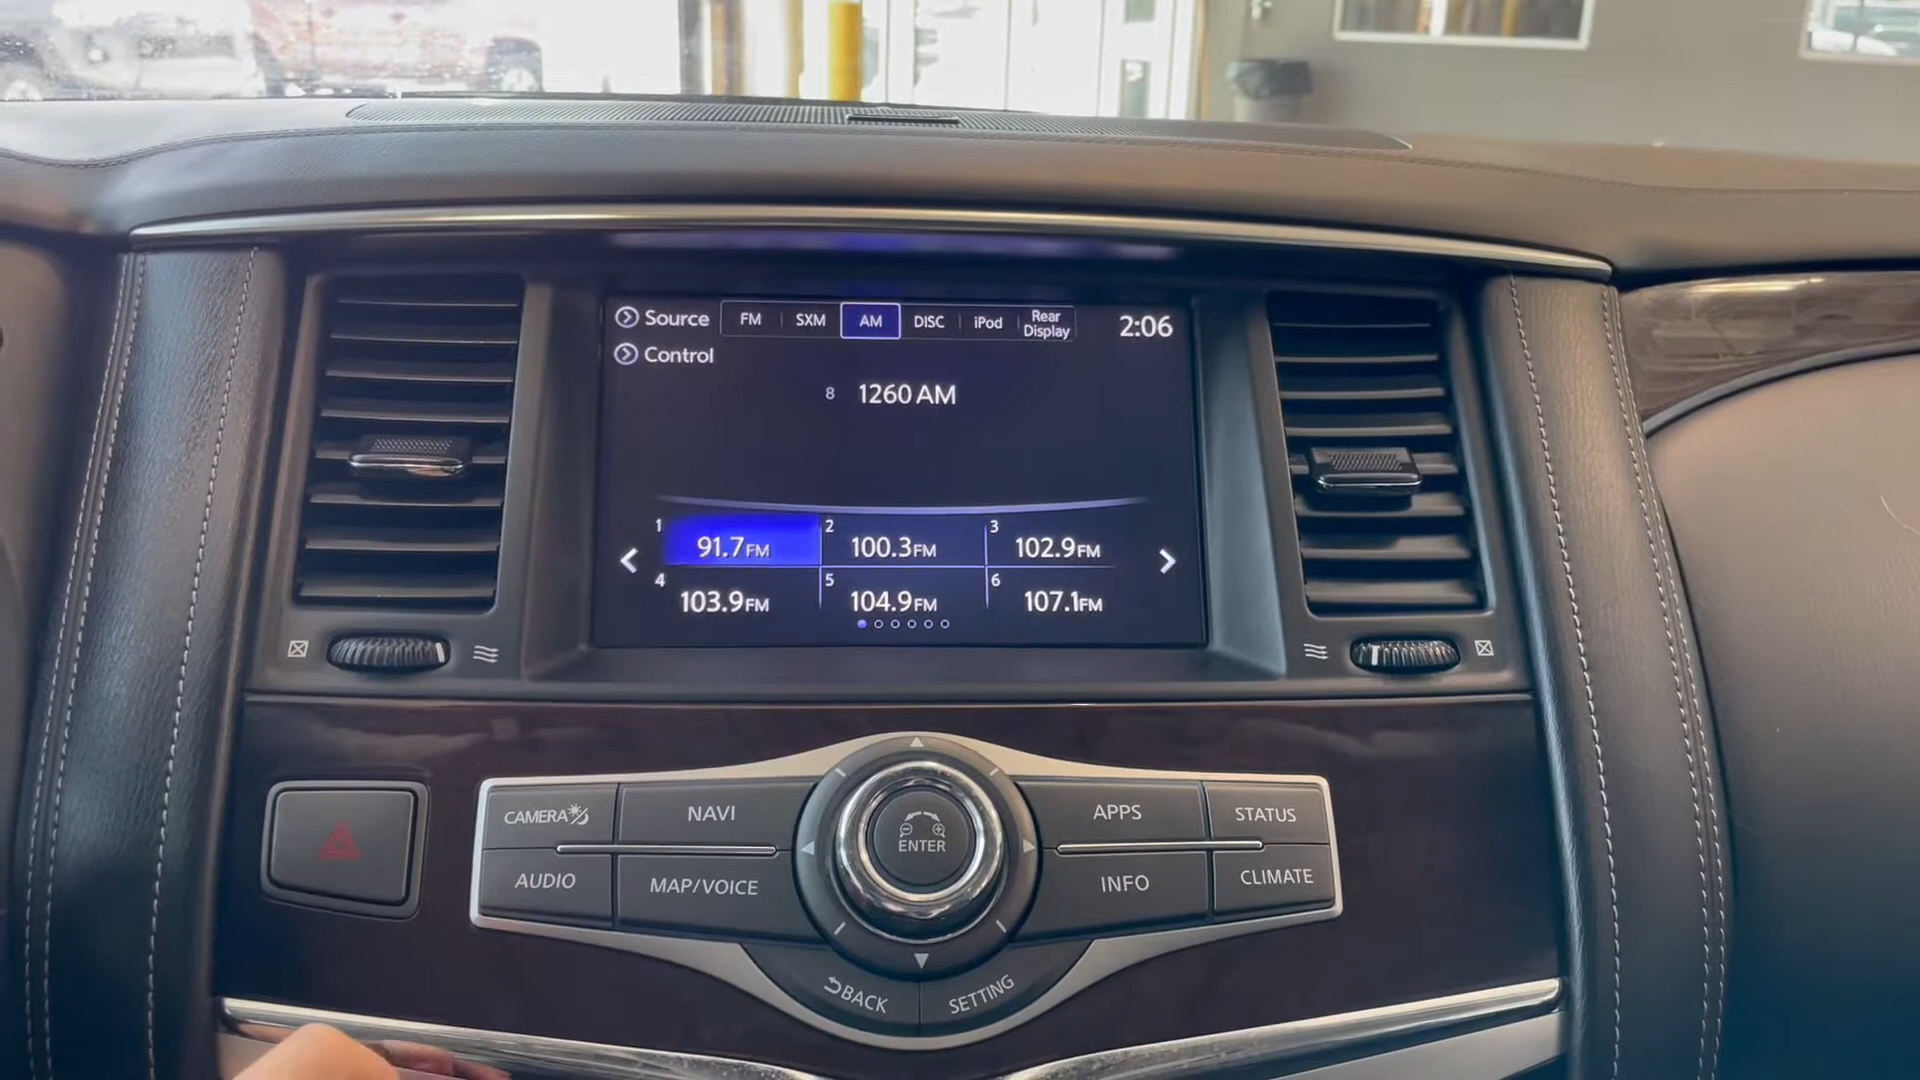 Source FM SXM AM DISC iPod Rear Display 2:06
Control
8 1260 AM
1 91.7FM 2 100.3FM 3 102.9FM
4 103.9FM 5 104.9FM 6 107.1FM
CAMERA NAVI APPS STATUS
ENTER
AUDIO MAP/VOICE INFO CLIMATE
BACK SETTING